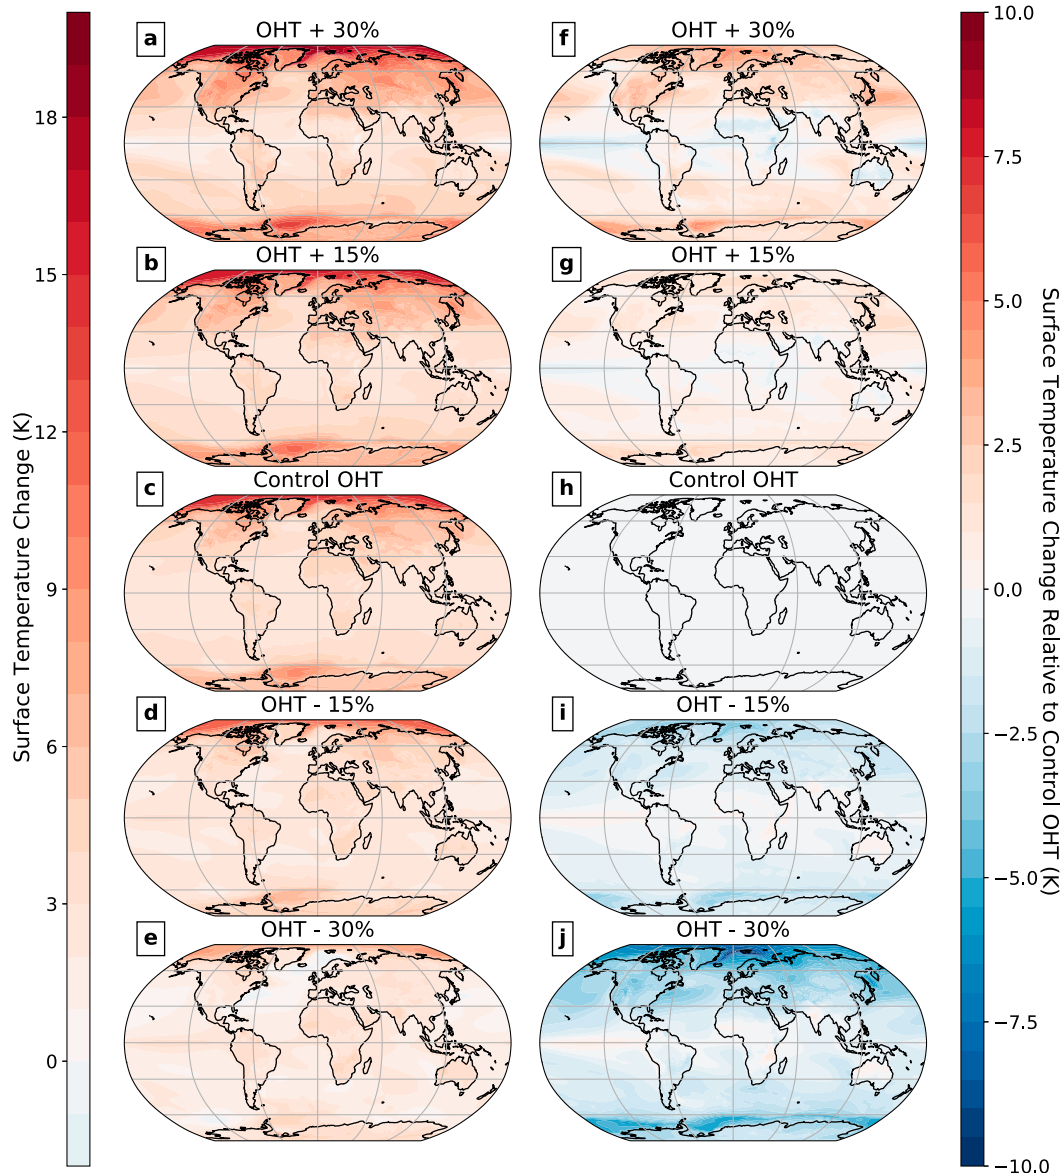 a
OHT + 30%
b
OHT + 15%
c
Control OHT
d
OHT - 15%
e
OHT - 30%
f
OHT + 30%
g
OHT + 15%
h
Control OHT
i
OHT - 15%
j
OHT - 30%
18
15
12
9
6
3
0
Surface Temperature Change (K)
10.0
7.5
5.0
2.5
0.0
−2.5
−5.0
−7.5
−10.0
Surface Temperature Change Relative to Control OHT (K)